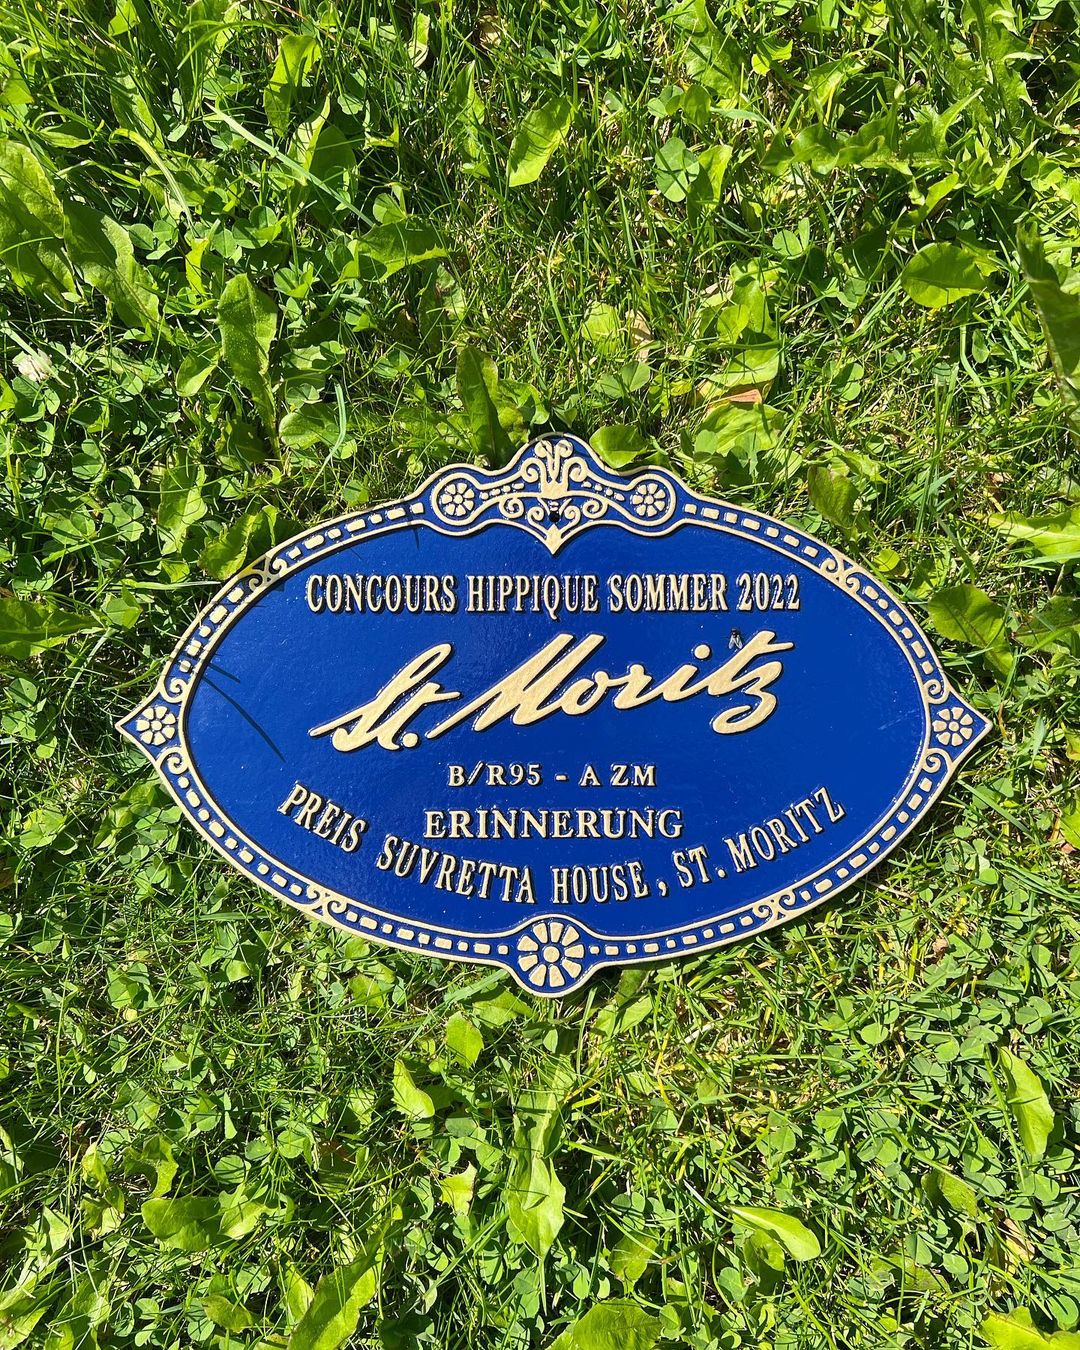 CONCOURS HIPPIQUE SOMMER 2022
St. Moritz
B/R95 - A ZM
ERINNERUNG
PREIS SUVRETTA HOUSE, ST. MORITZ